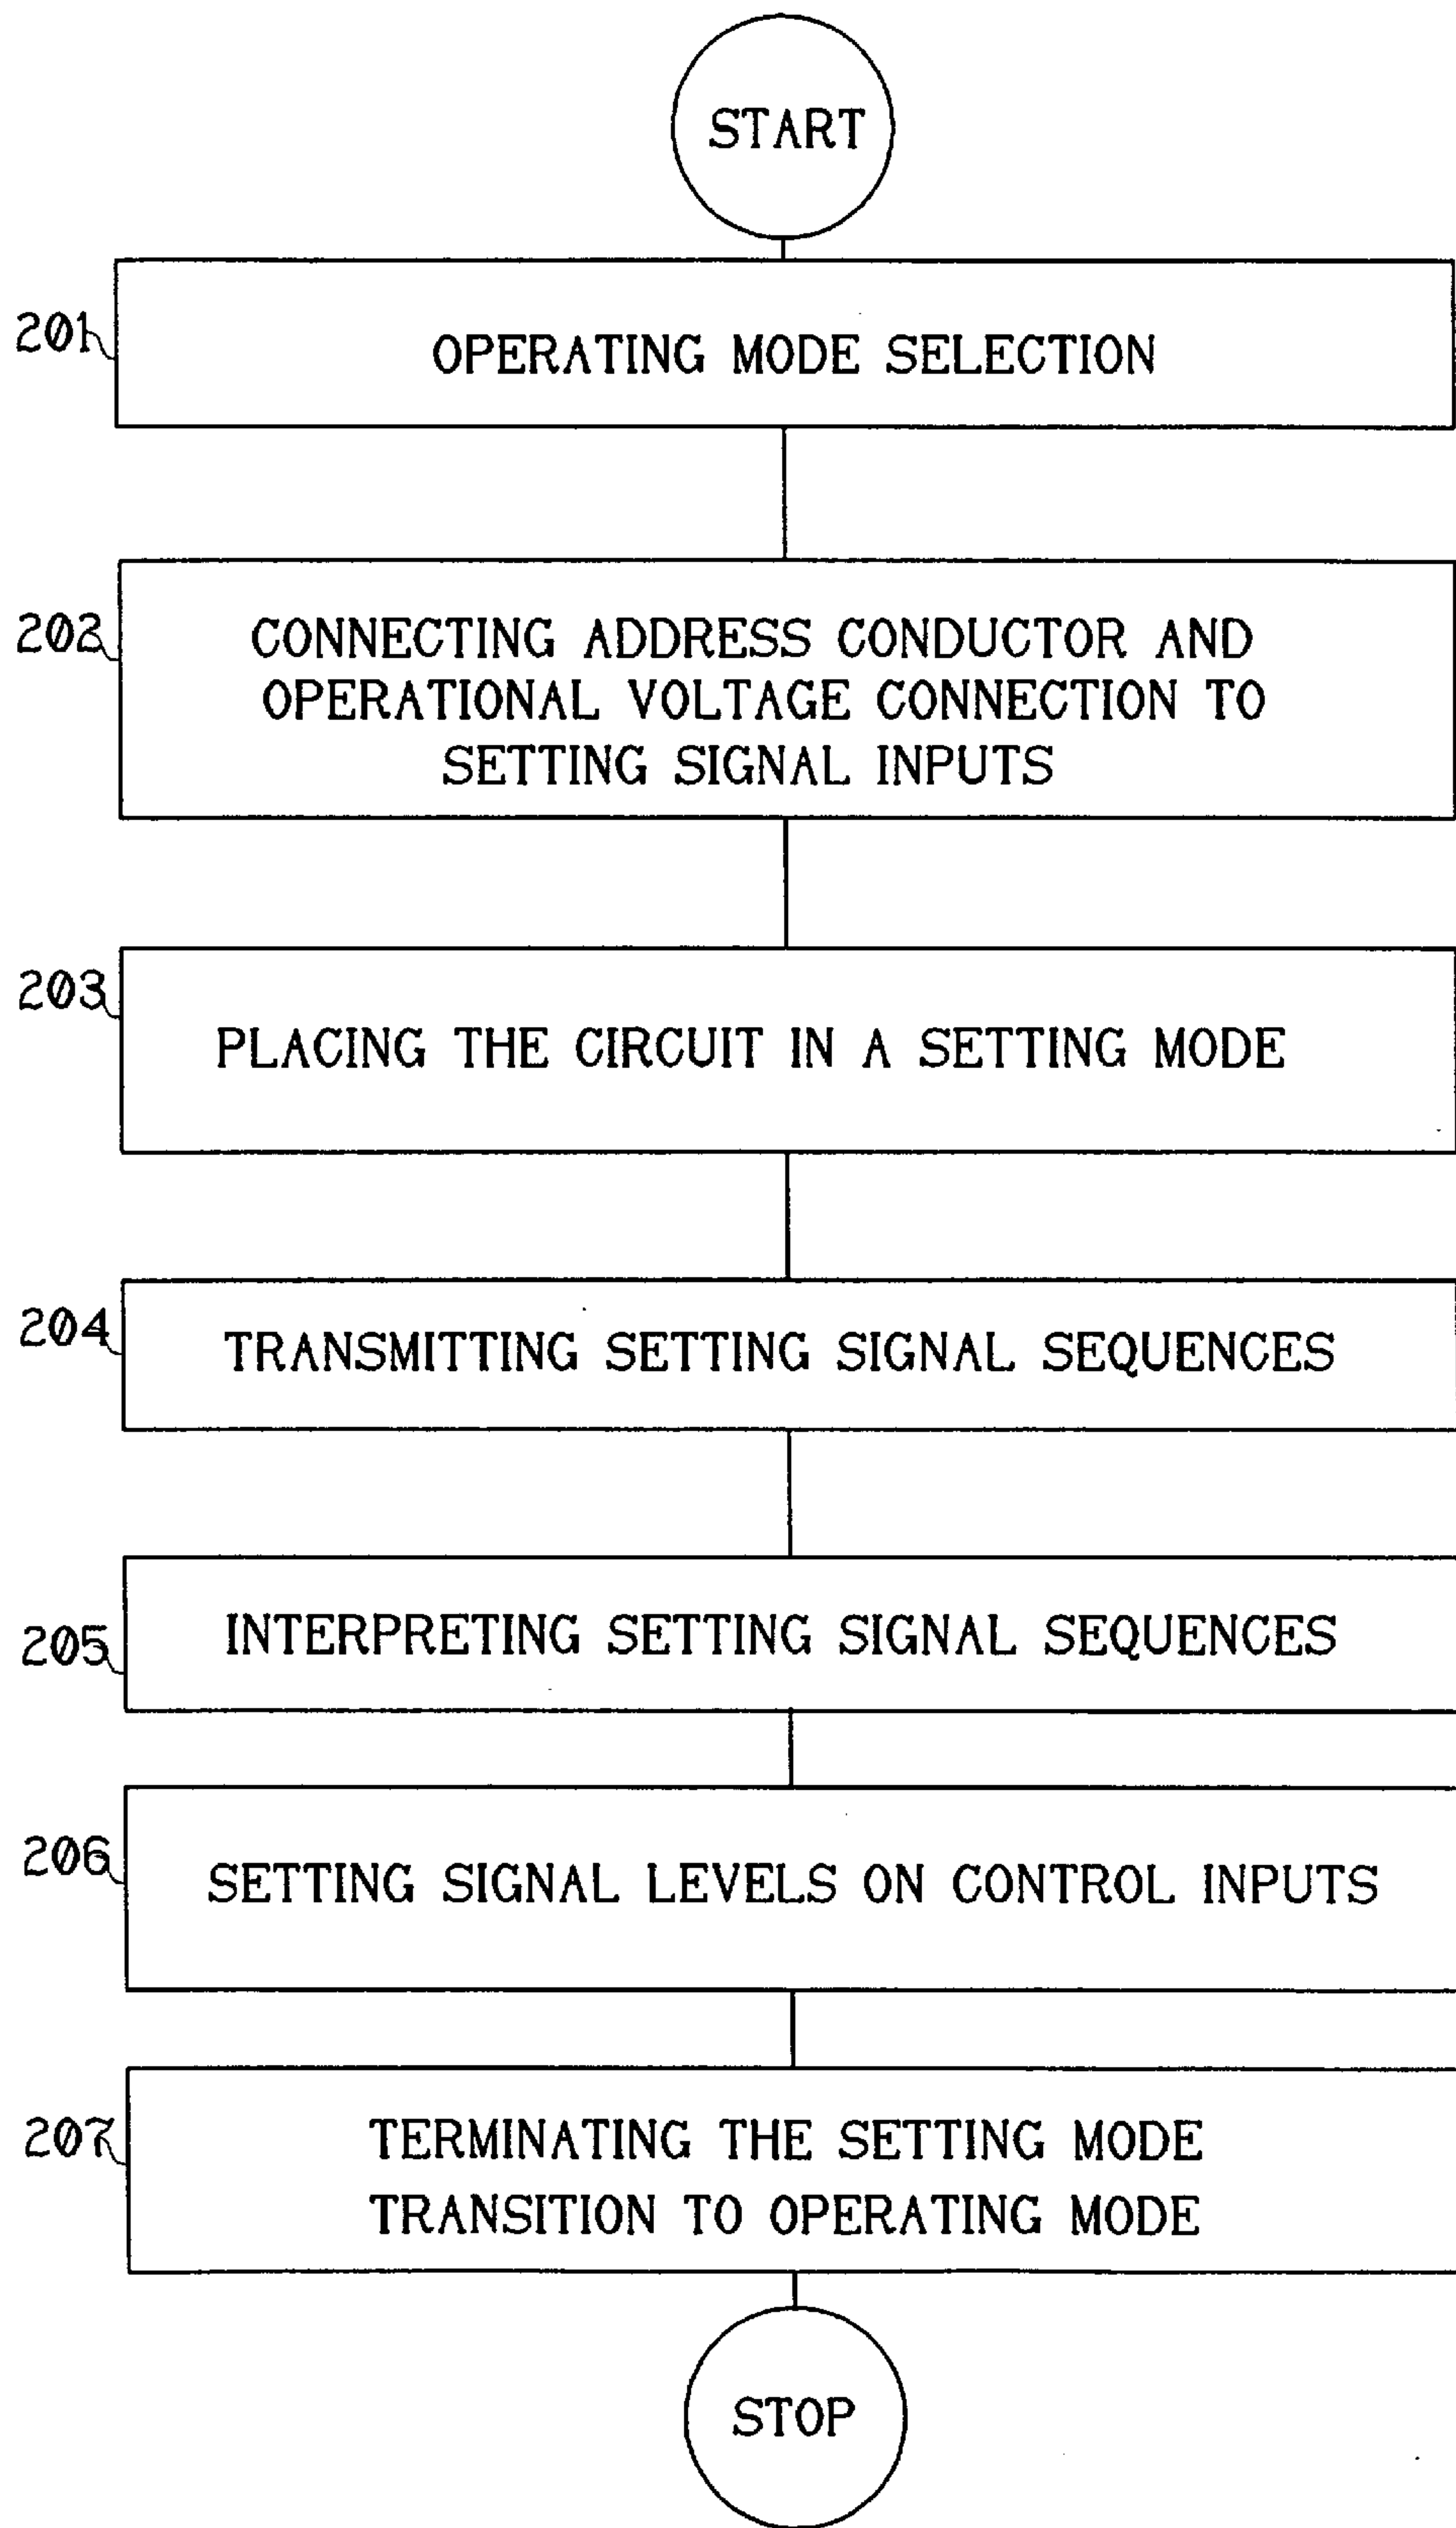 START
201
OPERATING MODE SELECTION
202
CONNECTING ADDRESS CONDUCTOR AND
OPERATIONAL VOLTAGE CONNECTION TO
SETTING SIGNAL INPUTS
203
PLACING THE CIRCUIT IN A SETTING MODE
204
TRANSMITTING SETTING SIGNAL SEQUENCES
205
INTERPRETING SETTING SIGNAL SEQUENCES
206
SETTING SIGNAL LEVELS ON CONTROL INPUTS
207
TERMINATING THE SETTING MODE
TRANSITION TO OPERATING MODE
STOP